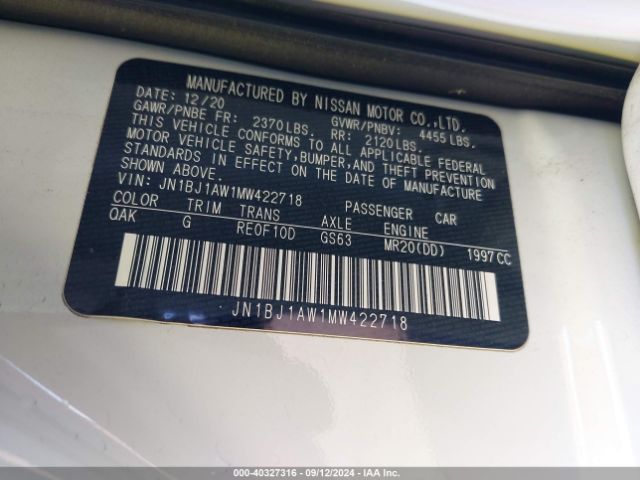 MANUFACTURED BY NISSAN MOTOR CO.,LTD.
DATE: 12/20 GVWR/PNBV: 4455LBS.
GAWR/PNBE FR: 2370LBS. RR: 2120LBS.
THIS VEHICLE CONFORMS TO ALL APPLICABLE FEDERAL
MOTOR VEHICLE SAFETY,BUMPER,AND THEFT PREVENTION
STANDARDS IN EFFECT ON THE DATE OF MANUFACTURE
SHOWN ABOVE.
VIN: JN1BJ1AW1MW422718 PASSENGER CAR
COLOR TRIM TRANS AXLE ENGINE
QAK G RE0F10D GS63 MR20(DD) 1997CC
JN1BJ1AW1MW422718
000-40327316 - 09/12/2024 - IAA Inc.